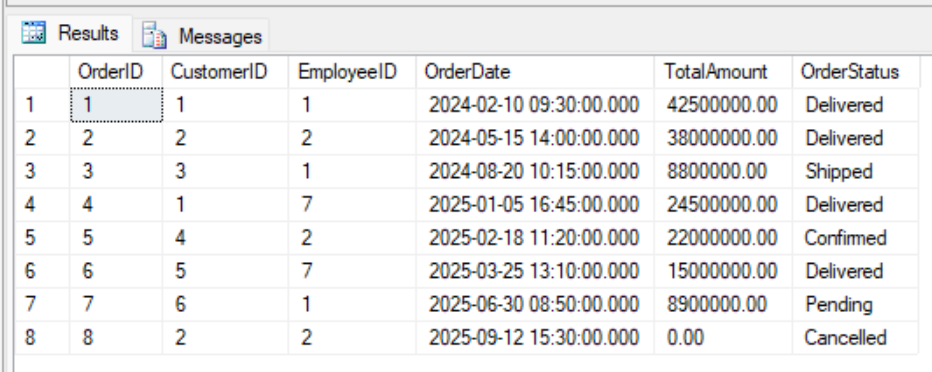 Results Messages
OrderID CustomerID EmployeeID OrderDate TotalAmount OrderStatus
1 1 1 1 2024-02-10 09:30:00.000 42500000.00 Delivered
2 2 2 2 2024-05-15 14:00:00.000 38000000.00 Delivered
3 3 3 1 2024-08-20 10:15:00.000 8800000.00 Shipped
4 4 1 7 2025-01-05 16:45:00.000 24500000.00 Delivered
5 5 4 2 2025-02-18 11:20:00.000 22000000.00 Confirmed
6 6 5 7 2025-03-25 13:10:00.000 15000000.00 Delivered
7 7 6 1 2025-06-30 08:50:00.000 8900000.00 Pending
8 8 2 2 2025-09-12 15:30:00.000 0.00 Cancelled